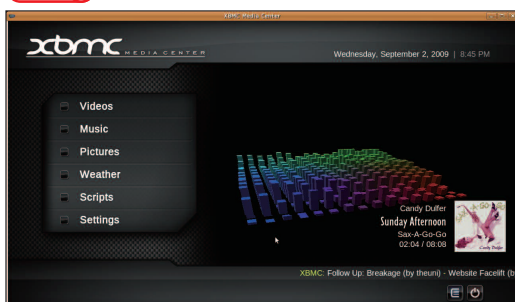 XBMC Media Center
xbmc MEDIA CENTER
Wednesday, September 2, 2009 | 8:45 PM
Videos
Music
Pictures
Weather
Scripts
Settings
Candy Dulfer
Sunday Afternoon
Sax-A-Go-Go
02:04 / 08:08
XBMC: Follow Up: Breakage (by theuni) - Website Facelift (b